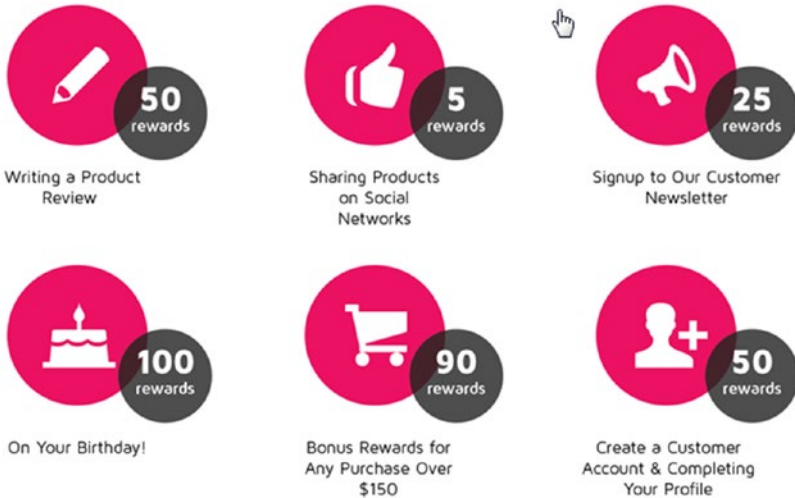 50
rewards
Writing a Product
Review
5
rewards
Sharing Products
on Social
Networks
25
rewards
Signup to Our Customer
Newsletter
100
rewards
On Your Birthday!
90
rewards
Bonus Rewards for
Any Purchase Over
$150
50
rewards
Create a Customer
Account & Completing
Your Profile